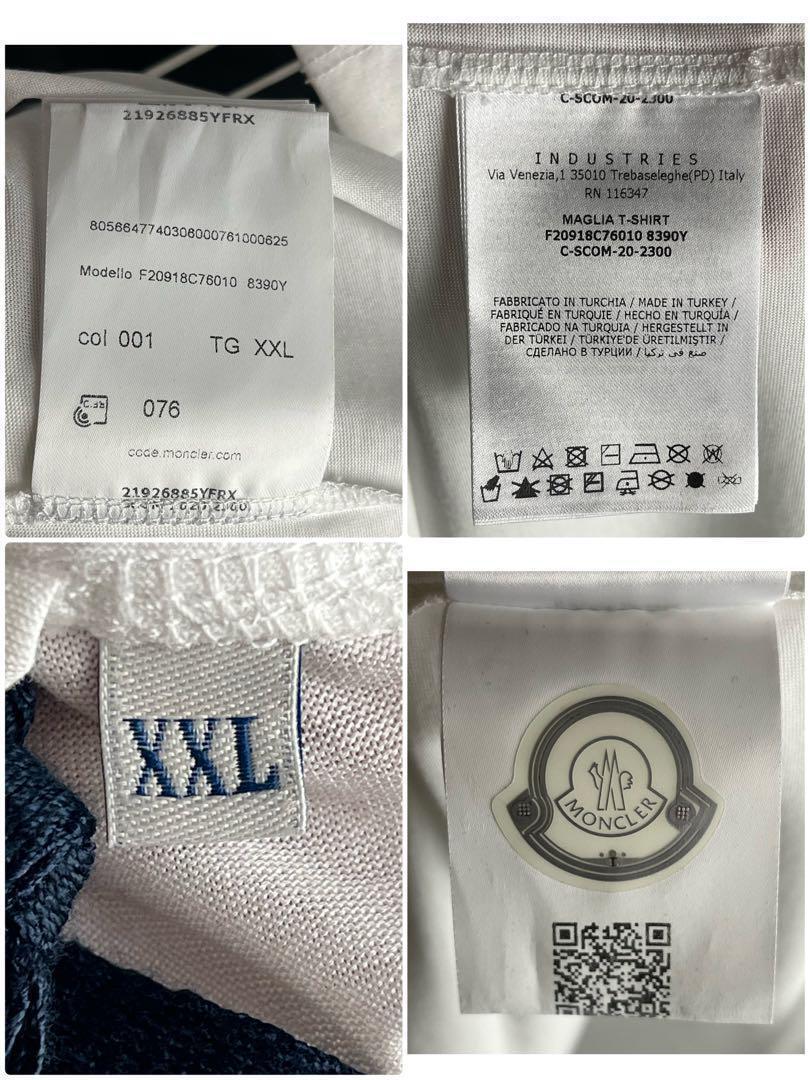 21926885YFRX
8056647740306000761000625
Modello F20918C76010 8390Y
col 001 TG XXL
RF.C
076
code.moncler.com
21926885YFRX
C-SCOM-20-2300
INDUSTRIES
Via Venezia,1 35010 Trebaseleghe(PD) Italy
RN 116347
MAGLIA T-SHIRT
F20918C76010 8390Y
C-SCOM-20-2300
FABBRICATO IN TURCHIA / MADE IN TURKEY /
FABRIQUÉ EN TURQUIE / HECHO EN TURQUÍA /
FABRICADO NA TURQUIA / HERGESTELLT IN
DER TÜRKEI / TÜRKIYE'DE ÜRETILMIŞTIR /
СДЕЛАНО В ТУРЦИИ / صنع في تركيا
XXL
MONCLER